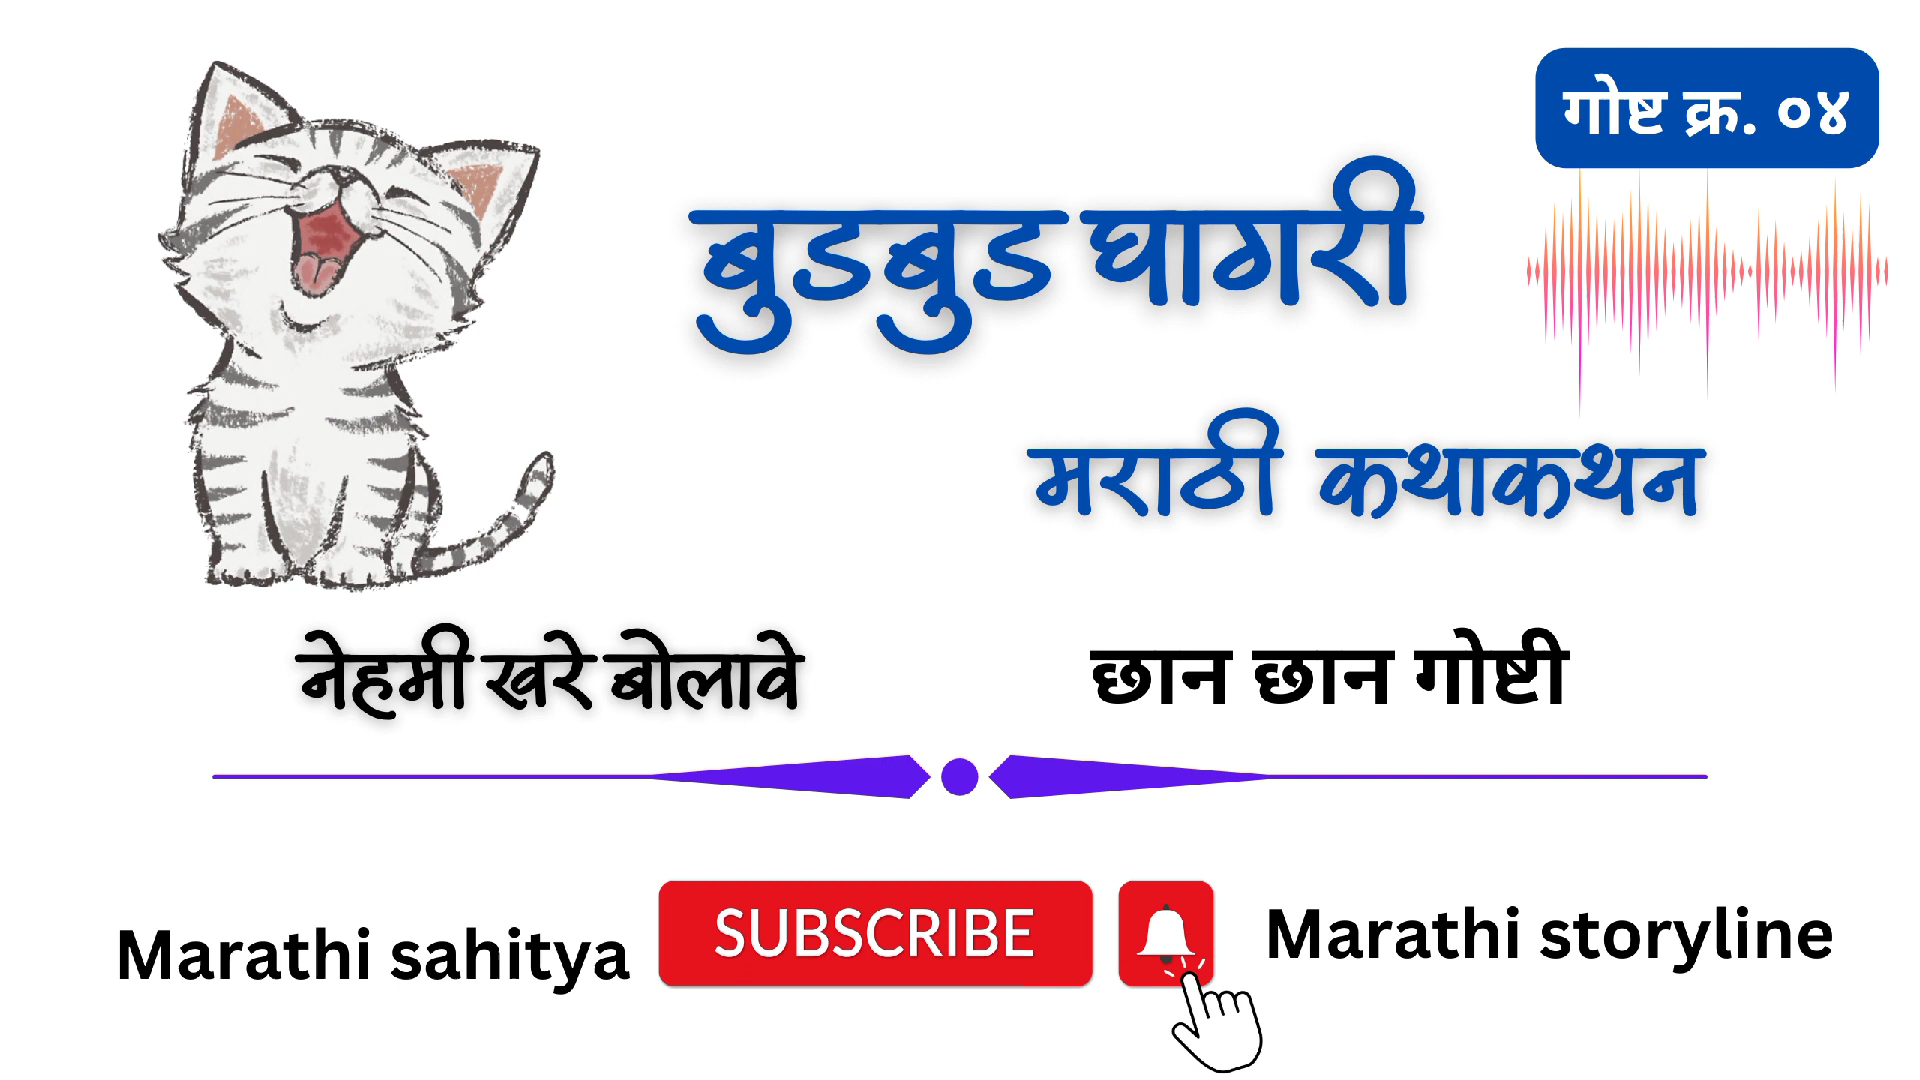 गोष्ट क्र. ०४
बुडबुड घागरी
मराठी कथाकथन
नेहमी खरे बोलावे
छान छान गोष्टी
Marathi sahitya
SUBSCRIBE
Marathi storyline